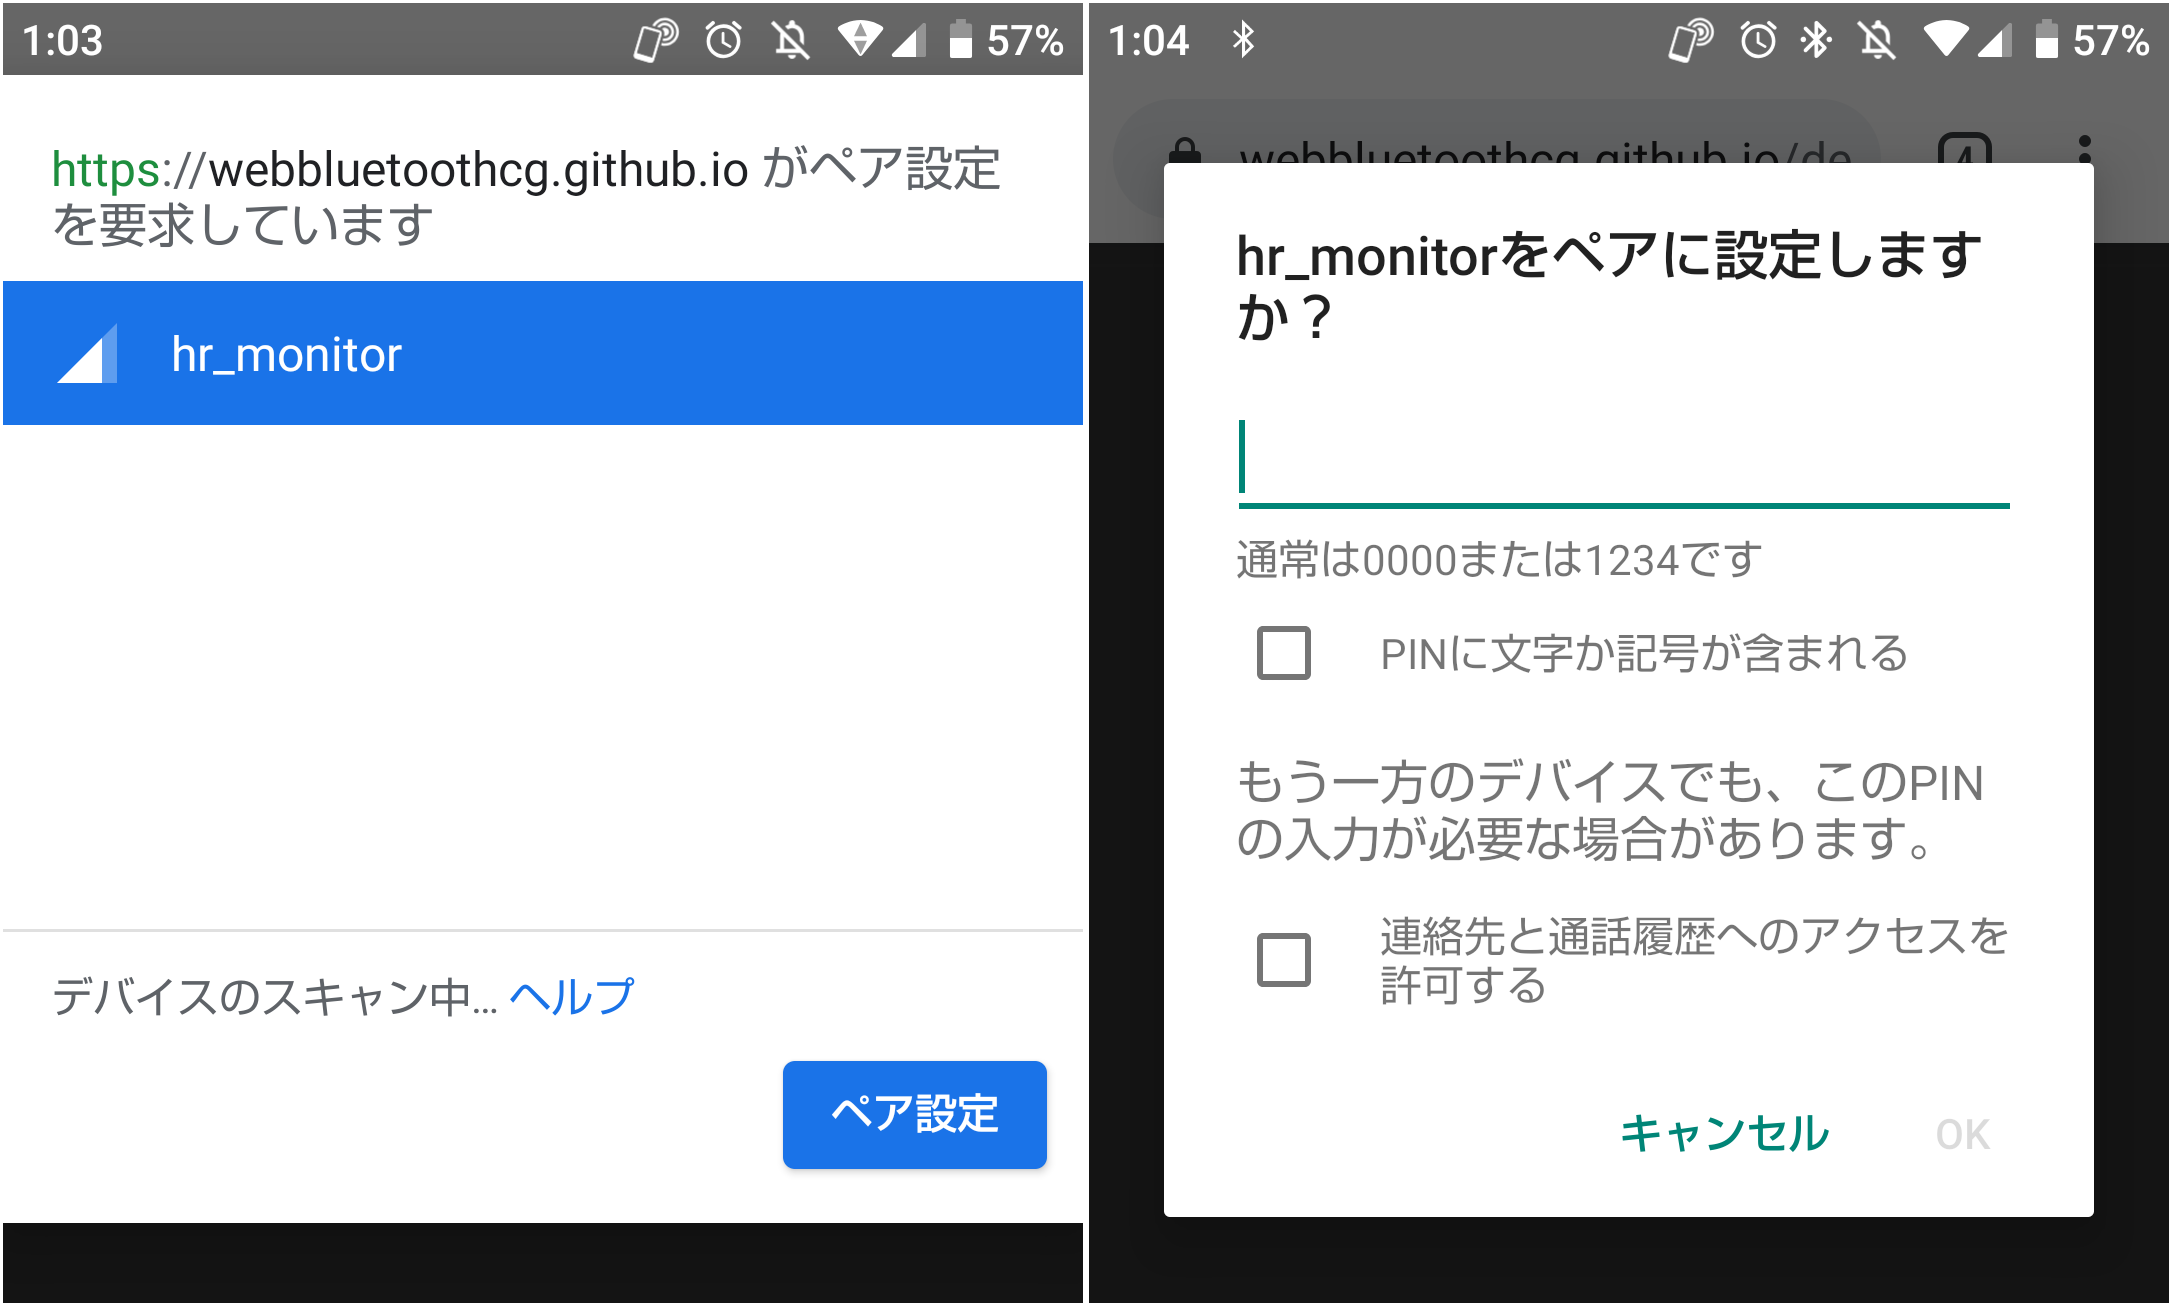 1:03
57%
https://webbluetoothcg.github.io がペア設定
を要求しています
hr_monitor
デバイスのスキャン中... ヘルプ
ペア設定
1:04
57%
webbluetoothcg.github.io/de
4
hr_monitorをペアに設定します
か？
通常は0000または1234です
PINに文字か記号が含まれる
もう一方のデバイスでも、このPIN
の入力が必要な場合があります。
連絡先と通話履歴へのアクセスを
許可する
キャンセル
OK